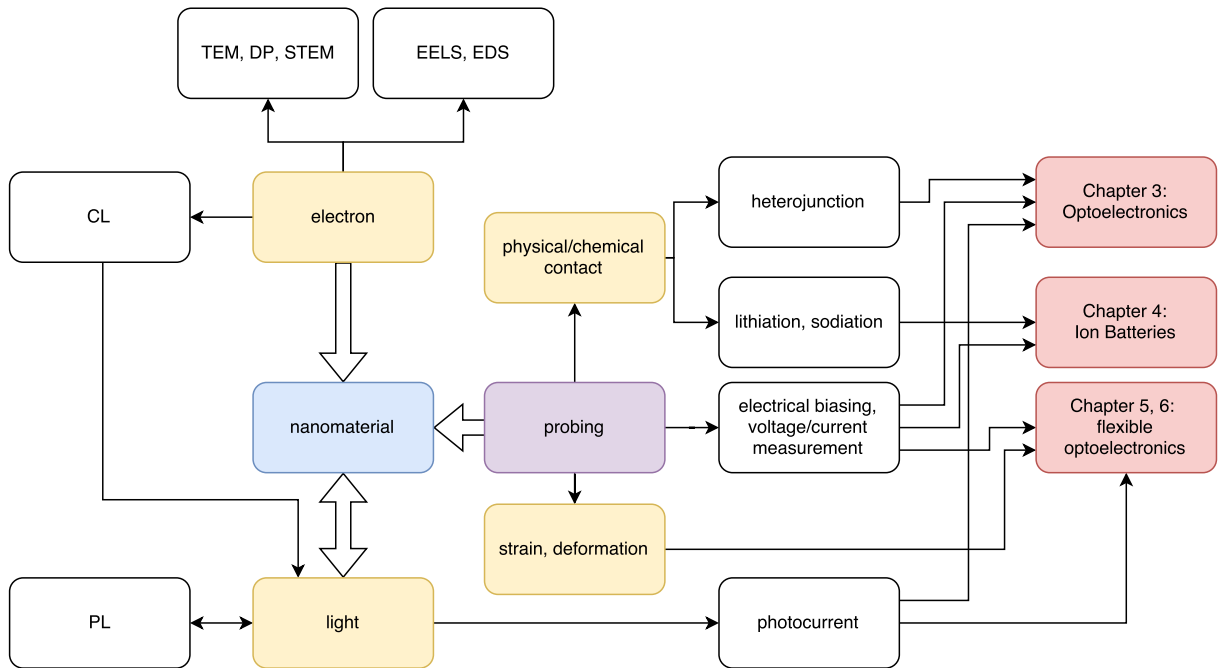 TEM, DP, STEM
EELS, EDS
CL
electron
heterojunction
Chapter 3:
Optoelectronics
physical/chemical
contact
lithiation, sodiation
Chapter 4:
Ion Batteries
nanomaterial
probing
electrical biasing,
voltage/current
measurement
Chapter 5, 6:
flexible
optoelectronics
strain, deformation
PL
light
photocurrent